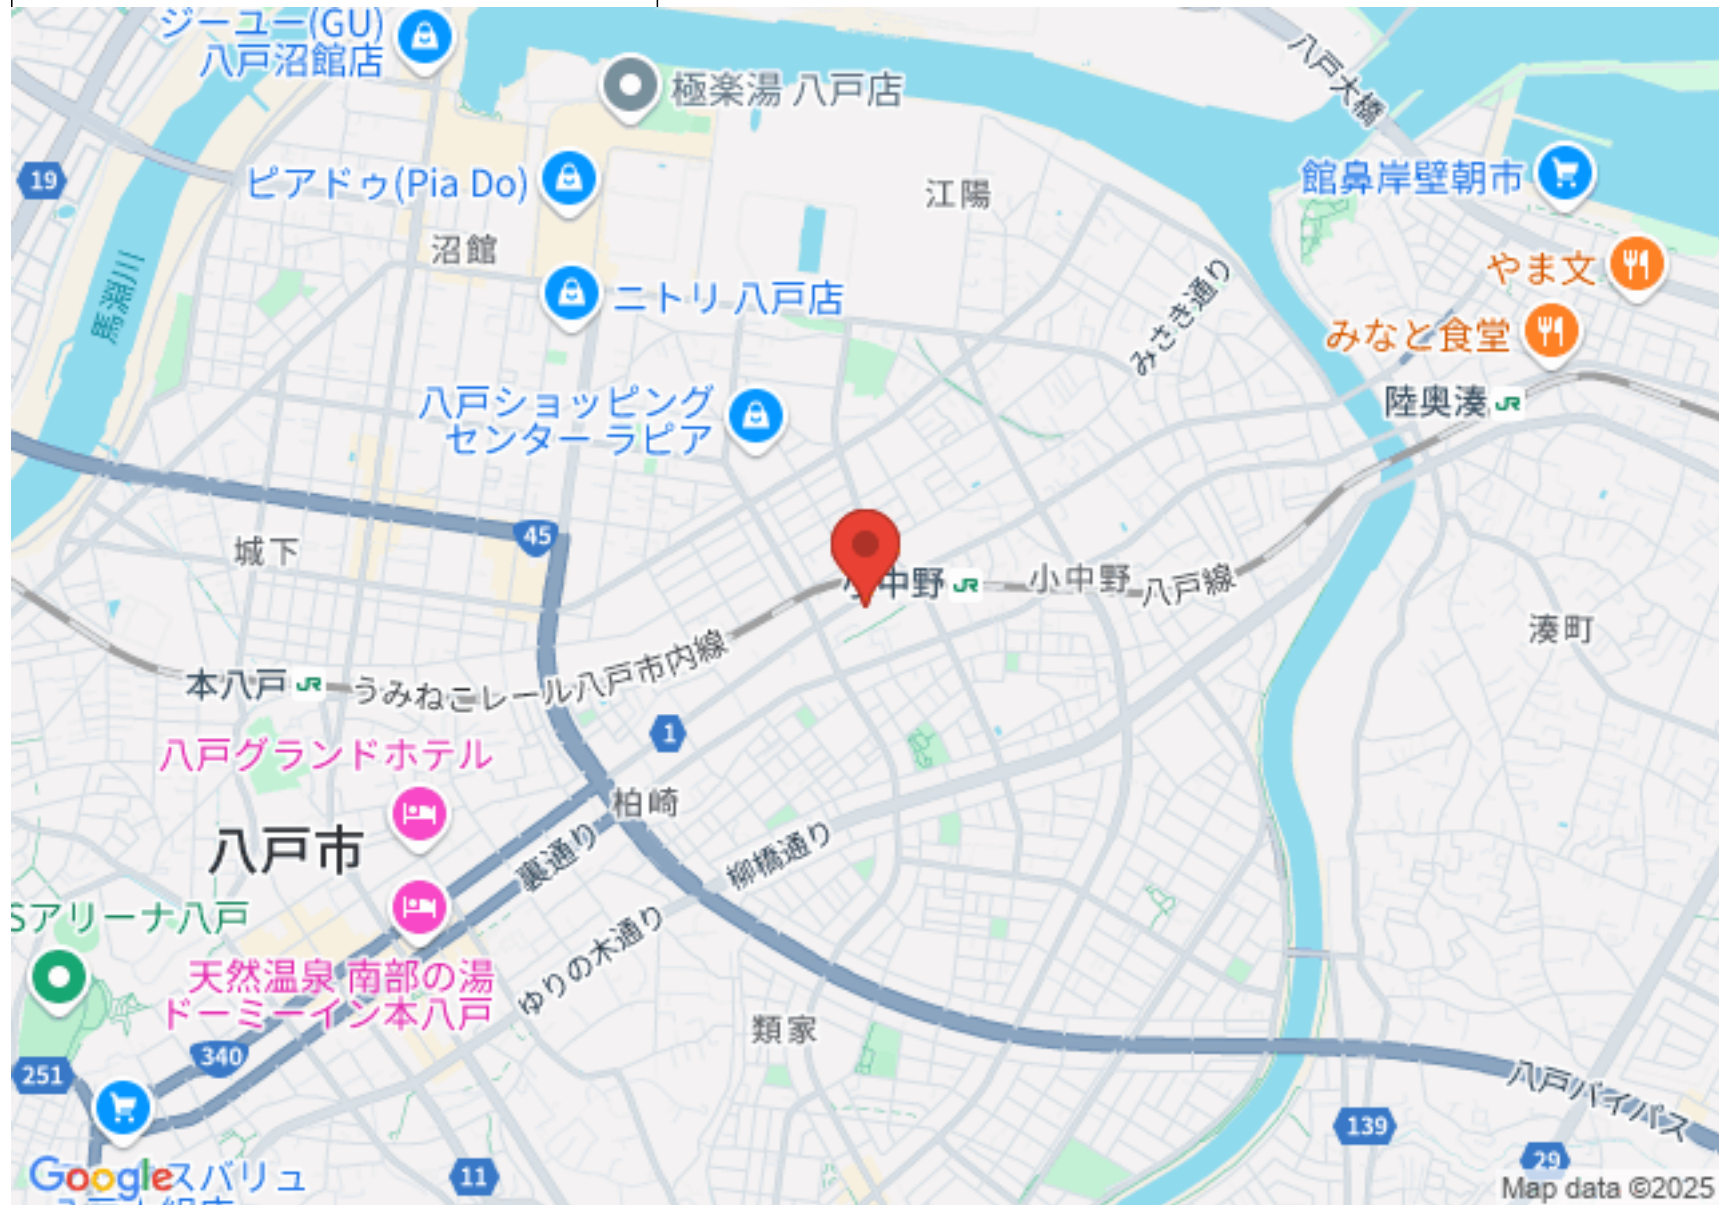 ジーユー(GU)
八戸沼館店
極楽湯 八戸店
八戸大橋
19
ピアドゥ(Pia Do)
江陽
館鼻岸壁朝市
沼館
やま文
馬淵川
ニトリ 八戸店
みさき通り
みなと食堂
八戸ショッピング
センター ラピア
陸奥湊 JR
45
城下
中野 JR
小中野
八戸線
湊町
本八戸 JR
うみねこレール八戸市内線
1
八戸グランドホテル
柏崎
八戸市
裏通り
柳橋通り
Sアリーナ八戸
ゆりの木通り
天然温泉 南部の湯
ドーミーイン本八戸
類家
340
251
八戸バイパス
139
11
29
Google
スバリュ
Map data ©2025